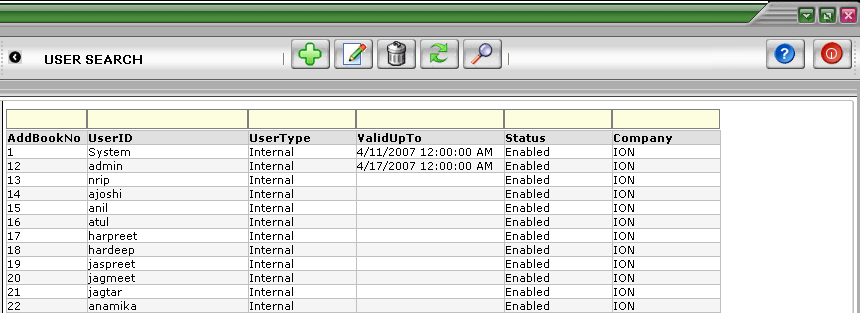 USER SEARCH
AddBookNo UserID UserType ValidUpTo Status Company
1 System Internal 4/11/2007 12:00:00 AM Enabled ION
12 admin Internal 4/17/2007 12:00:00 AM Enabled ION
13 nrip Internal Enabled ION
14 ajoshi Internal Enabled ION
15 anil Internal Enabled ION
16 atul Internal Enabled ION
17 harpreet Internal Enabled ION
18 hardeep Internal Enabled ION
19 jaspreet Internal Enabled ION
20 jagmeet Internal Enabled ION
21 jagtar Internal Enabled ION
22 anamika Internal Enabled ION